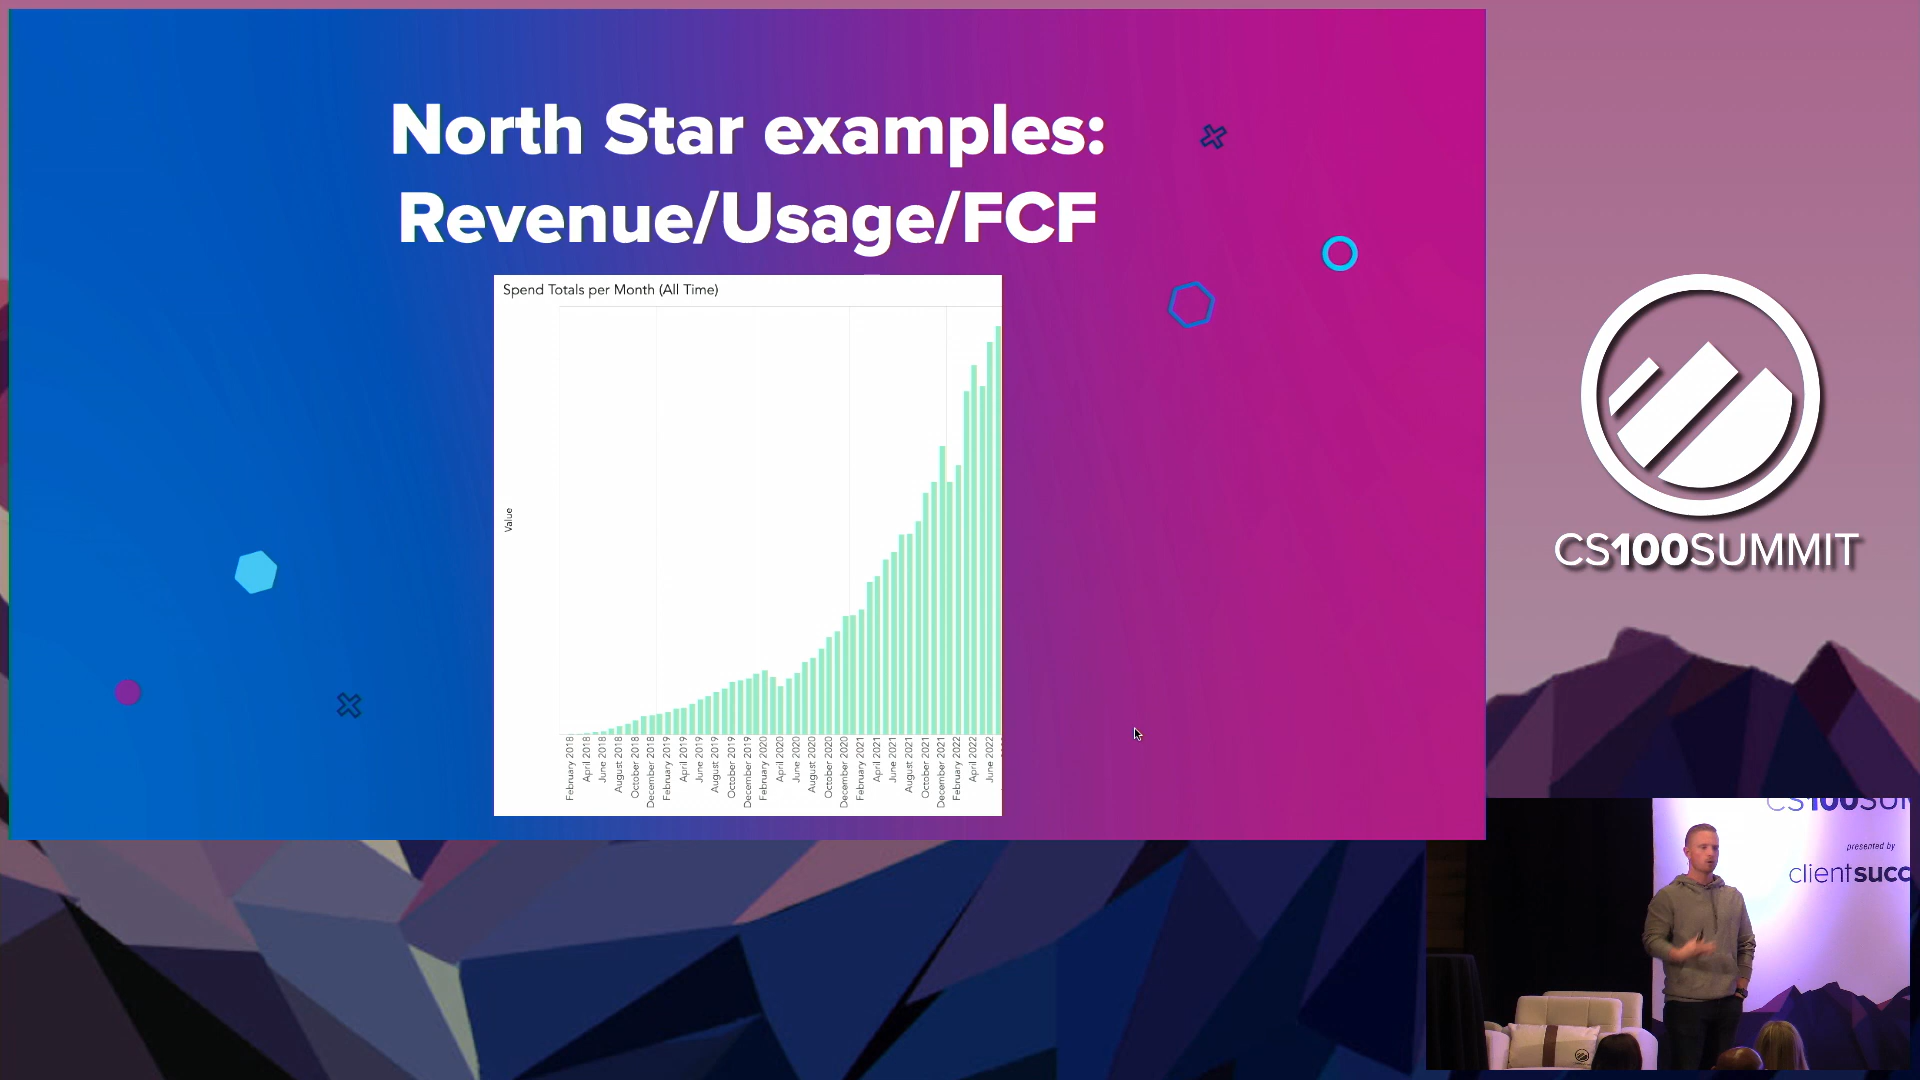 North Star examples:
Revenue/Usage/FCF
Spend Totals per Month (All Time)
Value
February 2018
April 2018
June 2018
August 2018
October 2018
December 2018
February 2019
April 2019
June 2019
August 2019
October 2019
December 2019
February 2020
April 2020
June 2020
August 2020
October 2020
December 2020
February 2021
April 2021
June 2021
August 2021
October 2021
December 2021
February 2022
April 2022
June 2022
CS100SUMMIT
CS100SUM
presented by
clientsucc